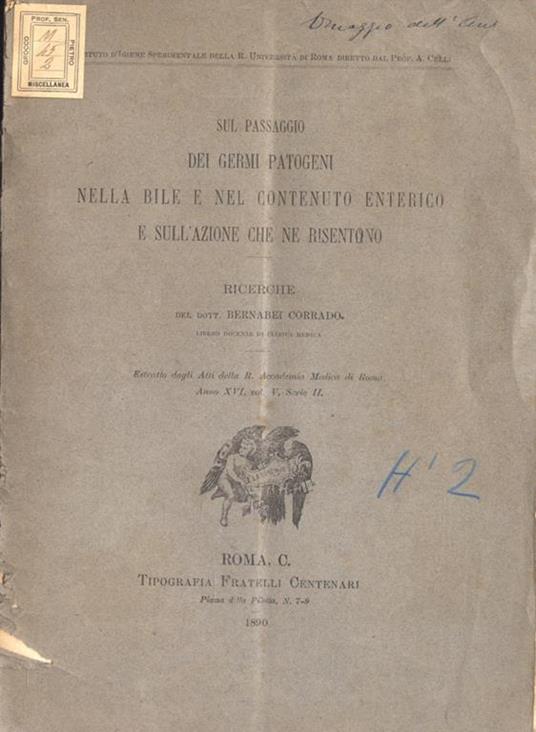 PROF. SEN.
GROCCO
PIETRO
MISCELLANEA
Omaggio dell'Aut
TUTO D'IGIENE SPERIMENTALE DELLA R. UNIVERSITÀ DI ROMA DIRETTO DAL PROF. A. CELLI
SUL PASSAGGIO
DEI GERMI PATOGENI
NELLA BILE E NEL CONTENUTO ENTERICO
E SULL'AZIONE CHE NE RISENTONO
RICERCHE
DEL DOTT. BERNABEI CORRADO.
LIBERO DOCENTE DI CLINICA MEDICA
Estratto dagli Atti della R. Accademia Medica di Roma
Anno XVI, vol. V, Serie II.
H' 2
ROMA, C.
TIPOGRAFIA FRATELLI CENTENARI
Piazza della Pilotta, N. 7-9
1890